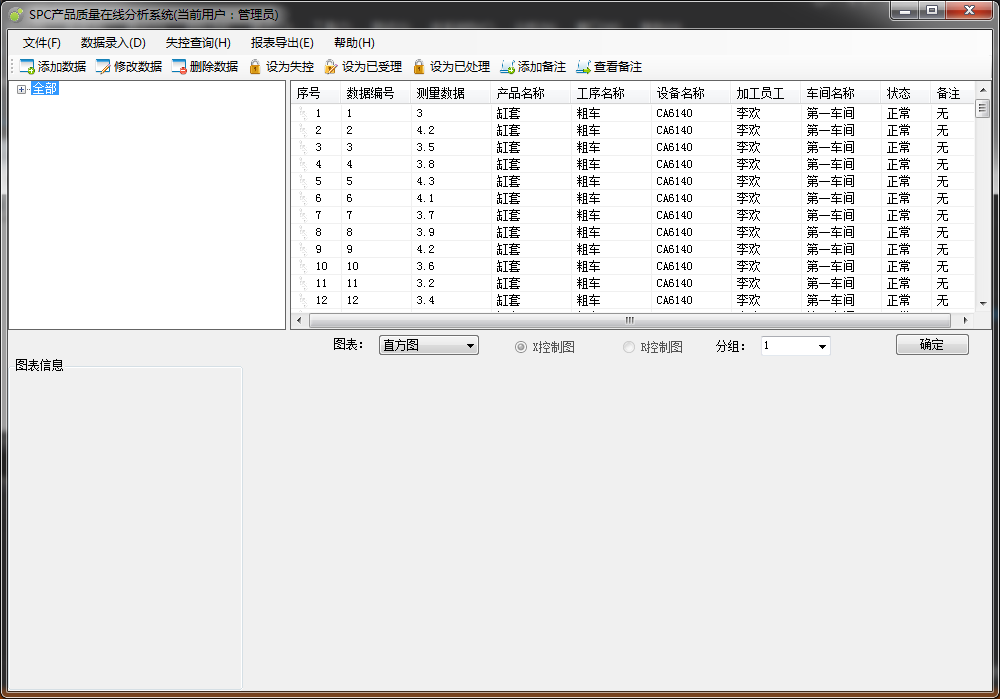 SPC产品质量在线分析系统(当前用户：管理员)
文件(F) 数据录入(D) 失控查询(H) 报表导出(E) 帮助(H)
添加数据 修改数据 删除数据 设为失控 设为已受理 设为已处理 添加备注 查看备注
全部
序号 数据编号 测量数据 产品名称 工序名称 设备名称 加工员工 车间名称 状态 备注
1 1 3 缸套 粗车 CA6140 李欢 第一车间 正常 无
2 2 4.2 缸套 粗车 CA6140 李欢 第一车间 正常 无
3 3 3.5 缸套 粗车 CA6140 李欢 第一车间 正常 无
4 4 3.8 缸套 粗车 CA6140 李欢 第一车间 正常 无
5 5 4.3 缸套 粗车 CA6140 李欢 第一车间 正常 无
6 6 4.1 缸套 粗车 CA6140 李欢 第一车间 正常 无
7 7 3.7 缸套 粗车 CA6140 李欢 第一车间 正常 无
8 8 3.9 缸套 粗车 CA6140 李欢 第一车间 正常 无
9 9 4.2 缸套 粗车 CA6140 李欢 第一车间 正常 无
10 10 3.6 缸套 粗车 CA6140 李欢 第一车间 正常 无
11 11 3.2 缸套 粗车 CA6140 李欢 第一车间 正常 无
12 12 3.4 缸套 粗车 CA6140 李欢 第一车间 正常 无
图表： 直方图 X控制图 R控制图 分组： 1 确定
图表信息